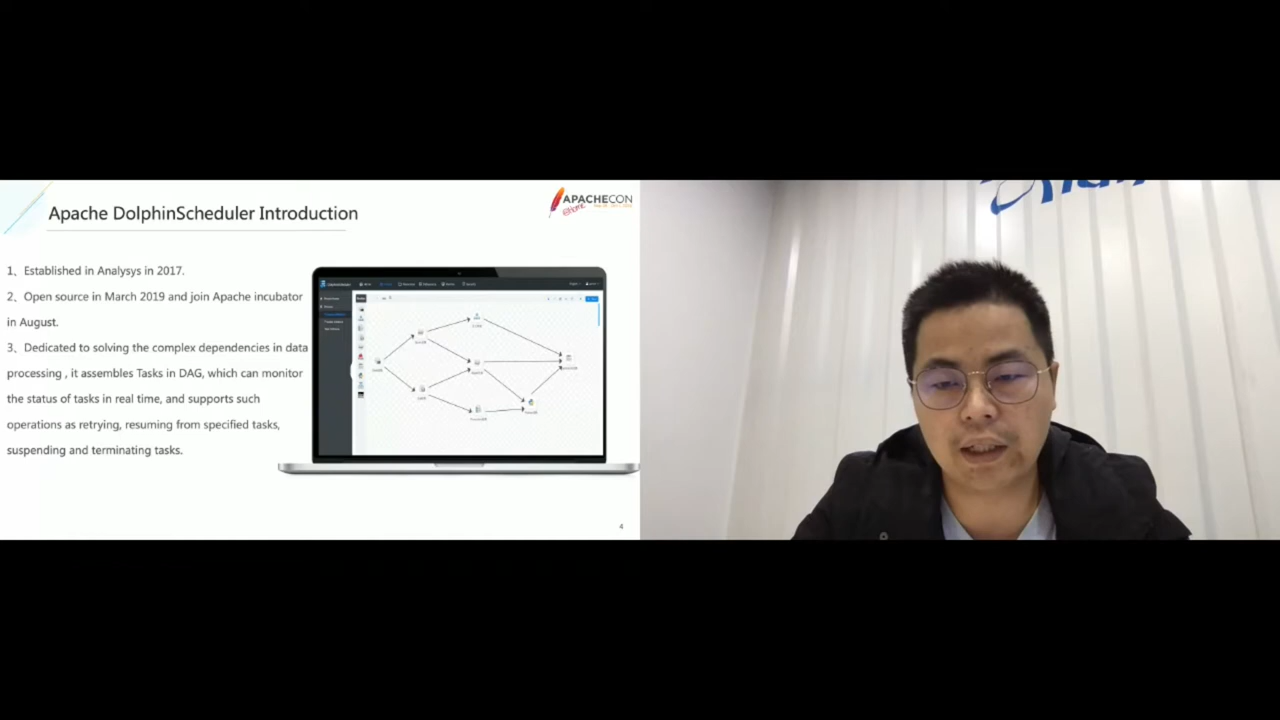 Apache DolphinScheduler Introduction
APACHECON
@Home
1、Established in Analysys in 2017.
2、Open source in March 2019 and join Apache incubator
in August.
3、Dedicated to solving the complex dependencies in data
processing , it assembles Tasks in DAG, which can monitor
the status of tasks in real time, and supports such
operations as retrying, resuming from specified tasks,
suspending and terminating tasks.
4